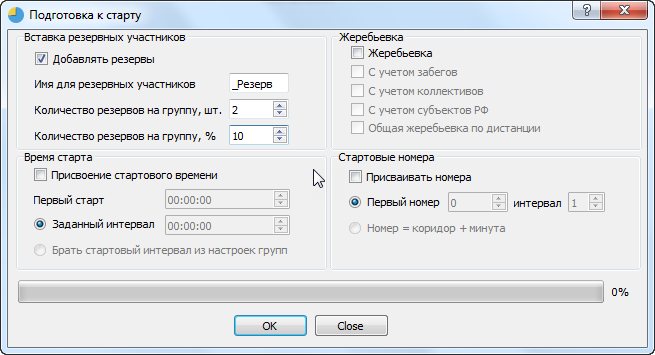 Подготовка к старту
Вставка резервных участников
Добавлять резервы
Имя для резервных участников _Резерв
Количество резервов на группу, шт. 2
Количество резервов на группу, % 10
Жеребьевка
Жеребьевка
С учетом забегов
С учетом коллективов
С учетом субъектов РФ
Общая жеребьевка по дистанции
Время старта
Присвоение стартового времени
Первый старт 00:00:00
Заданный интервал 00:00:00
Брать стартовый интервал из настроек групп
Стартовые номера
Присваивать номера
Первый номер 0 интервал 1
Номер = коридор + минута
0%
OK Close